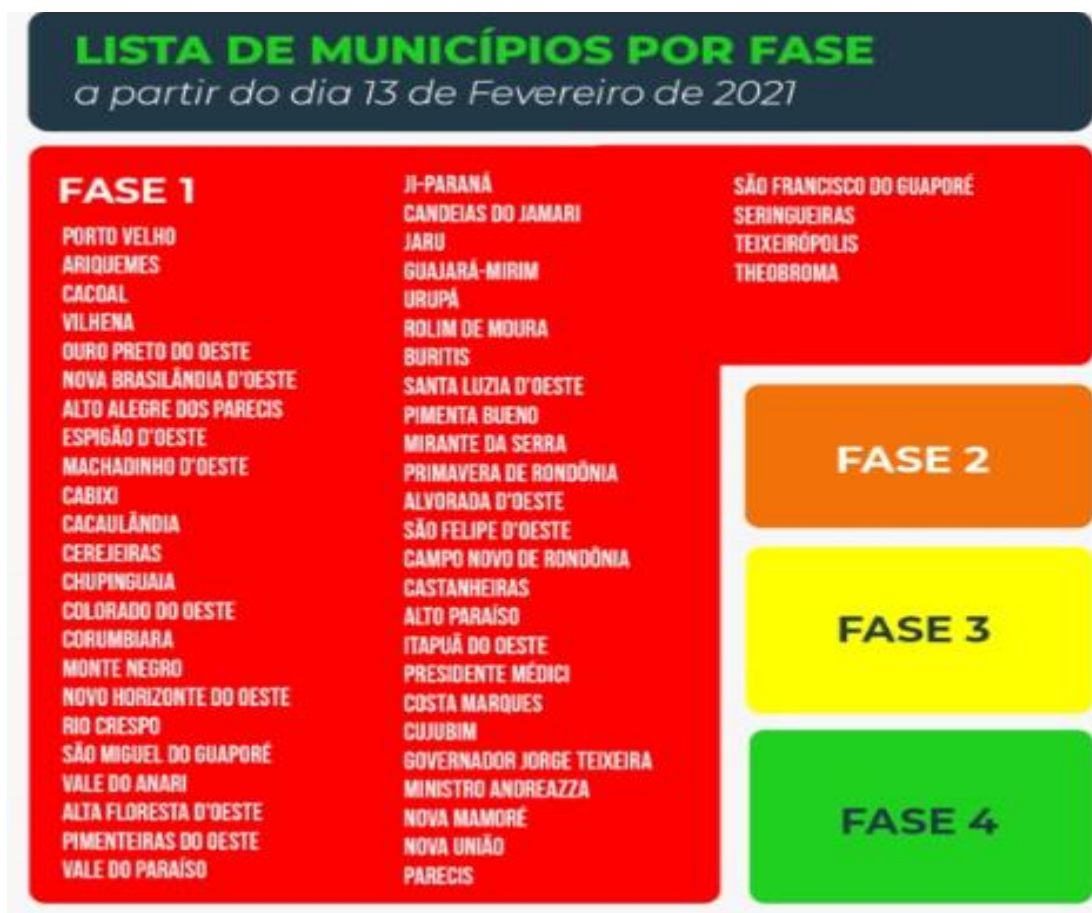 LISTA DE MUNICÍPIOS POR FASE
a partir do dia 13 de Fevereiro de 2021
FASE 1
PORTO VELHO
ARIQUEMES
CACOAL
VILHENA
OURO PRETO DO OESTE
NOVA BRASILÂNDIA D'OESTE
ALTO ALEGRE DOS PARECIS
ESPIGÃO D'OESTE
MACHADINHO D'OESTE
CABIXI
CACAULÂNDIA
CEREJEIRAS
CHUPINGUAIA
COLORADO DO OESTE
CORUMBIARA
MONTE NEGRO
NOVO HORIZONTE DO OESTE
RIO CRESPO
SÃO MIGUEL DO GUAPORÉ
VALE DO ANARI
ALTA FLORESTA D'OESTE
PIMENTEIRAS DO OESTE
VALE DO PARAÍSO
JI-PARANÁ
CANDEIAS DO JAMARI
JARU
GUAJARÁ-MIRIM
URUPÁ
ROLIM DE MOURA
BURITIS
SANTA LUZIA D'OESTE
PIMENTA BUENO
MIRANTE DA SERRA
PRIMAVERA DE RONDÔNIA
ALVORADA D'OESTE
SÃO FELIPE D'OESTE
CAMPO NOVO DE RONDÔNIA
CASTANHEIRAS
ALTO PARAÍSO
ITAPUÃ DO OESTE
PRESIDENTE MÉDICI
COSTA MARQUES
CUJUBIM
GOVERNADOR JORGE TEIXEIRA
MINISTRO ANDREAZZA
NOVA MAMORÉ
NOVA UNIÃO
PARECIS
SÃO FRANCISCO DO GUAPORÉ
SERINGUEIRAS
TEIXEIRÓPOLIS
THEOBROMA
FASE 2
FASE 3
FASE 4